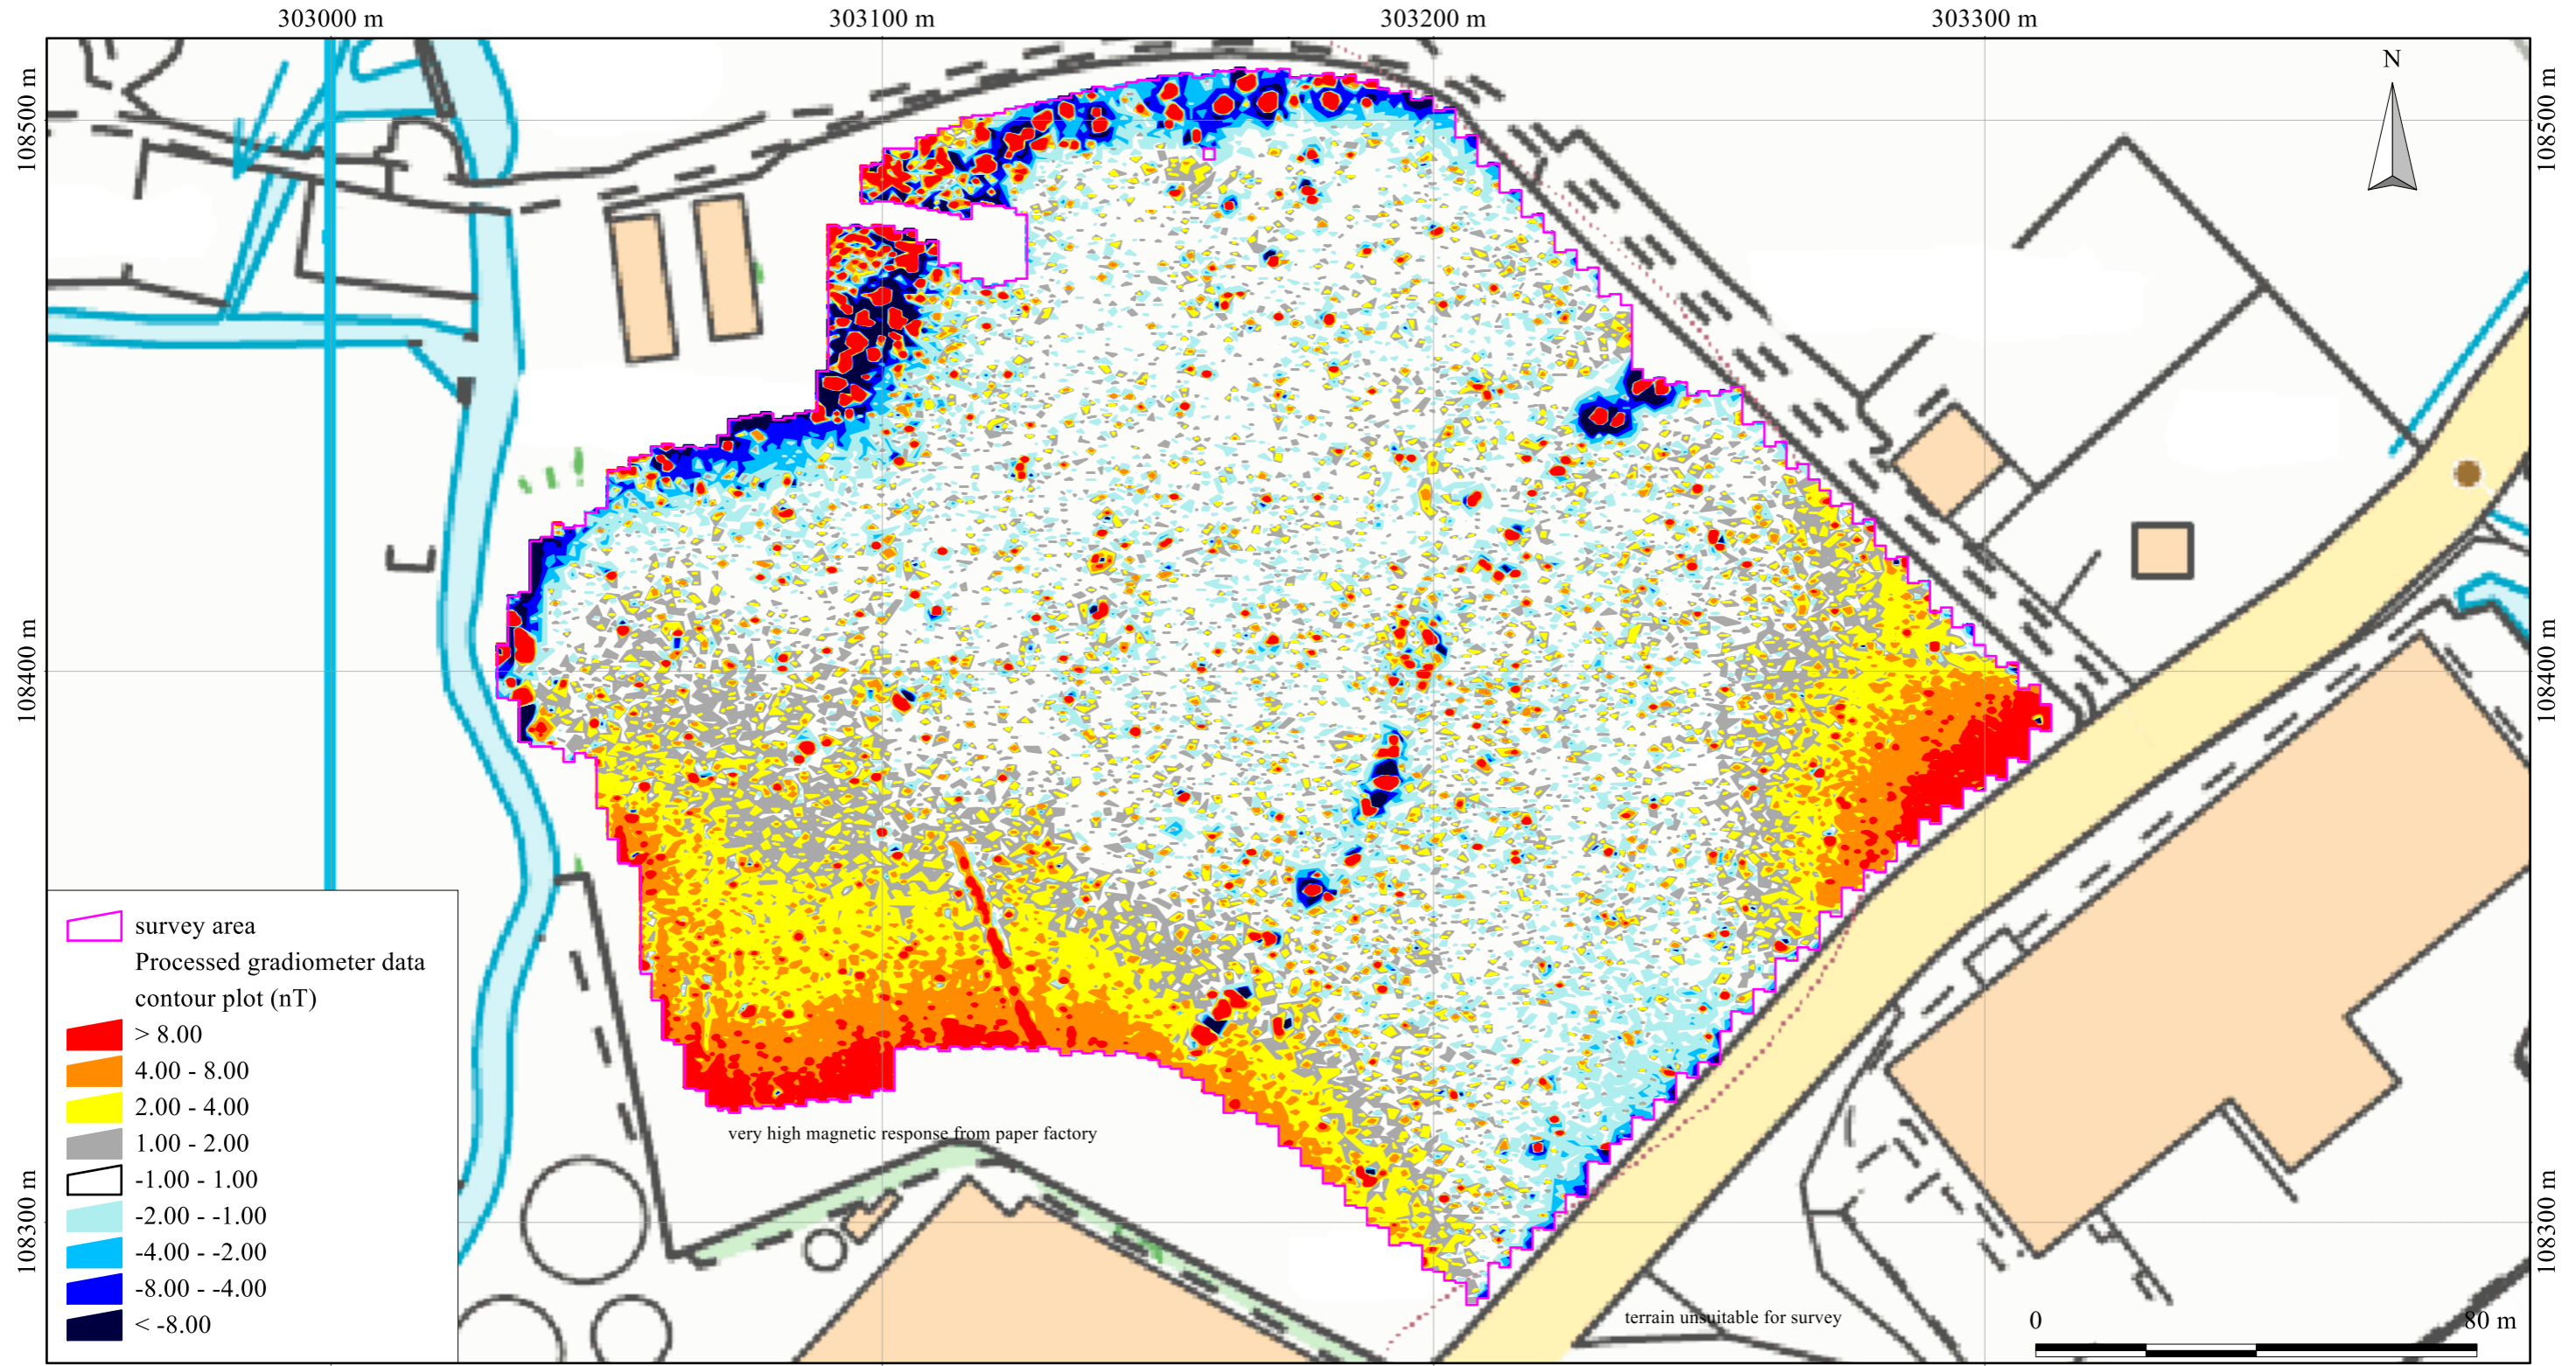 303000 m
303100 m
303200 m
303300 m
108500 m
108500 m
N
108400 m
108400 m
survey area
Processed gradiometer data
contour plot (nT)
> 8.00
4.00 - 8.00
2.00 - 4.00
1.00 - 2.00
-1.00 - 1.00
-2.00 - -1.00
-4.00 - -2.00
-8.00 - -4.00
< -8.00
very high magnetic response from paper factory
108300 m
108300 m
terrain unsuitable for survey
0
80 m